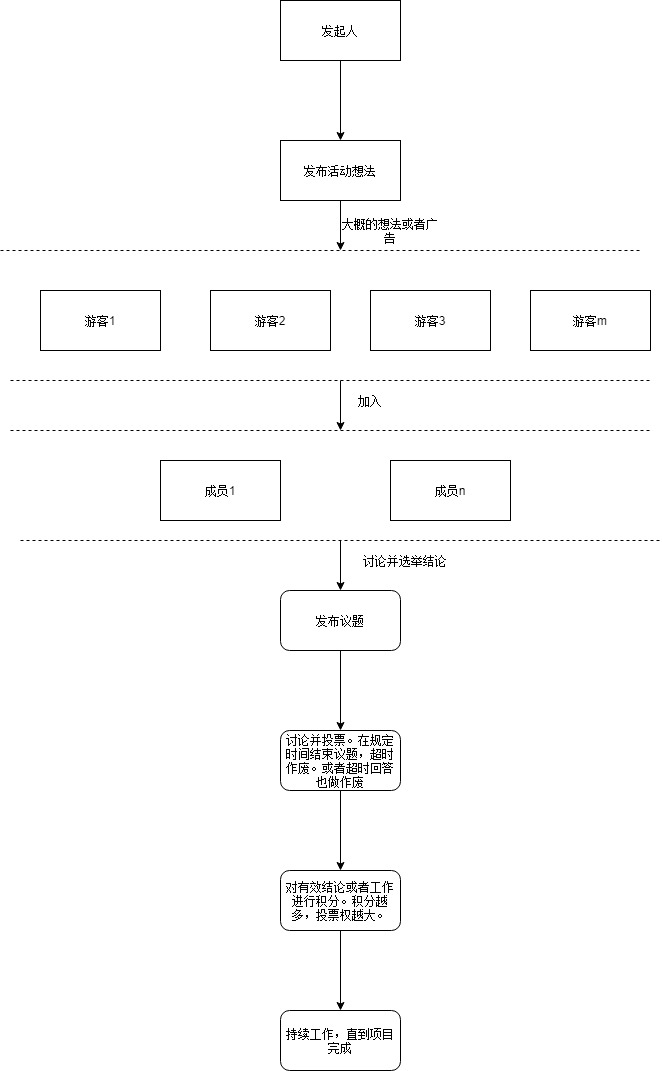 发起人
发布活动想法
大概的想法或者广
告
游客1
游客2
游客3
游客m
加入
成员1
成员n
讨论并选举结论
发布议题
讨论并投票。在规定
时间结束议题，超时
作废。或者超时回答
也做作废
对有效结论或者工作
进行积分。积分越
多，投票权越大。
持续工作，直到项目
完成